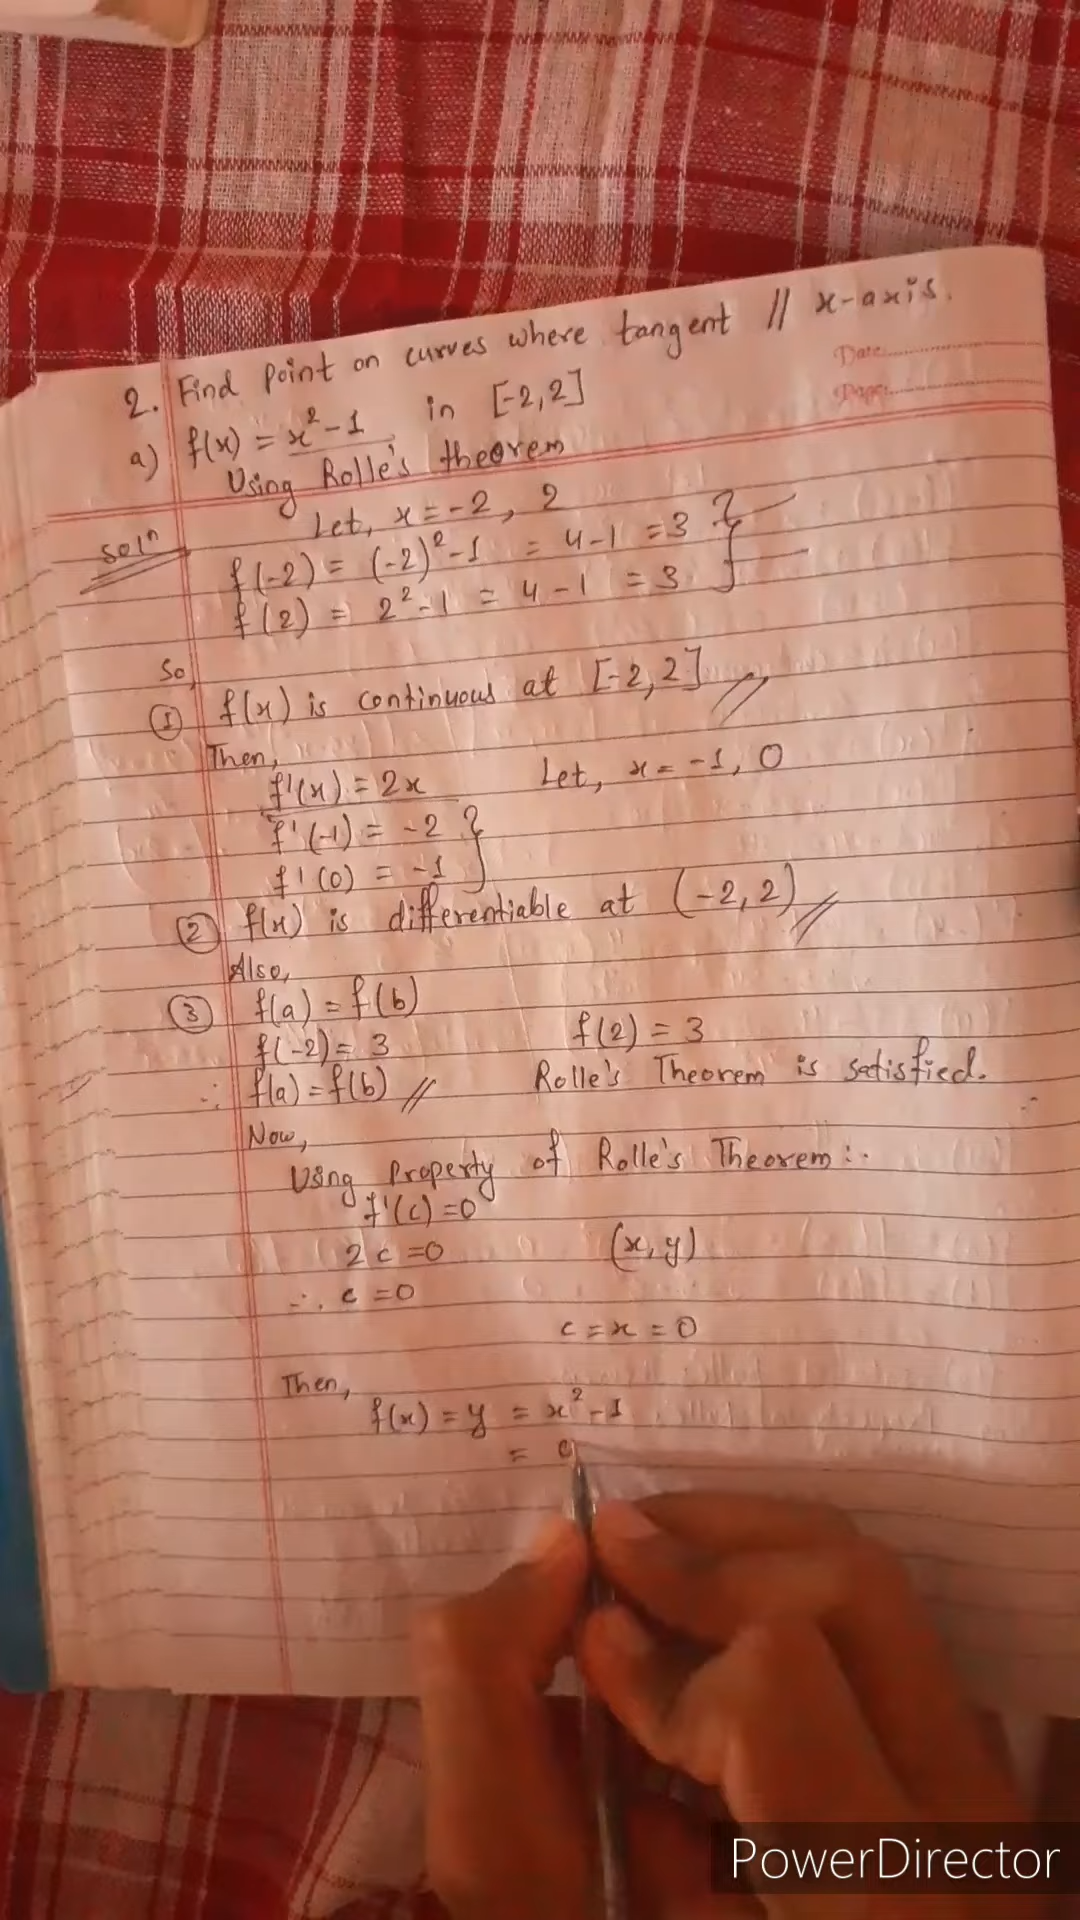 2. Find Point on curves where tangent // x-axis.
Date
Page
a) f(x) = x² - 1 in [-2,2]
Using Rolle's theorem
Soln
Let, x = -2, 2
f(-2) = (-2)² - 1 = 4 - 1 = 3 }
f(2) = 2² - 1 = 4 - 1 = 3
So,
① f(x) is continuous at [-2,2] //
Then,
f'(x) = 2x Let, x = -1, 0
f'(-1) = -2 }
f'(0) = -1
② f(x) is differentiable at (-2,2) //
Also,
③ f(a) = f(b)
f(-2) = 3 f(2) = 3
∴ f(a) = f(b) // Rolle's Theorem is satisfied.
Now,
Using Property of Rolle's Theorem :-
f'(c) = 0
2c = 0 (x, y)
∴ c = 0
c = x = 0
Then,
f(x) = y = x² - 1
= 0
PowerDirector